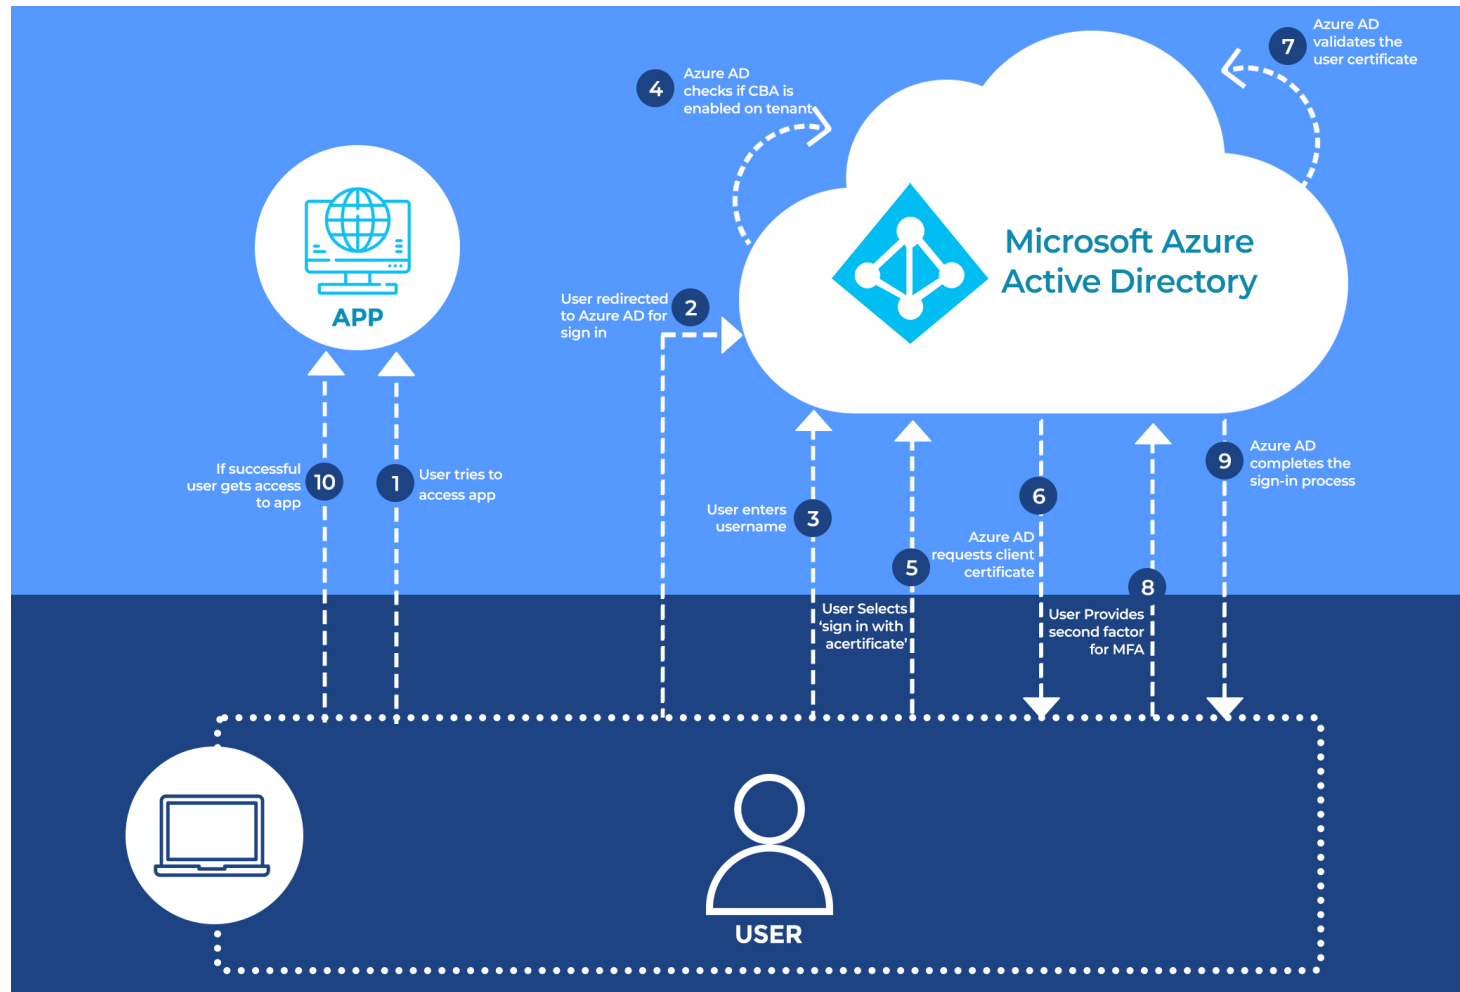 4
Azure AD
checks if CBA is
enabled on tenant
7
Azure AD
validates the
user certificate
APP
Microsoft Azure
Active Directory
User redirected
to Azure AD for
sign in
2
If successful
user gets access
to app
10
1
User tries to
access app
User enters
username
3
5
User Selects
'sign in with
acertificate'
6
Azure AD
requests client
certificate
8
User Provides
second factor
for MFA
9
Azure AD
completes the
sign-in process
USER